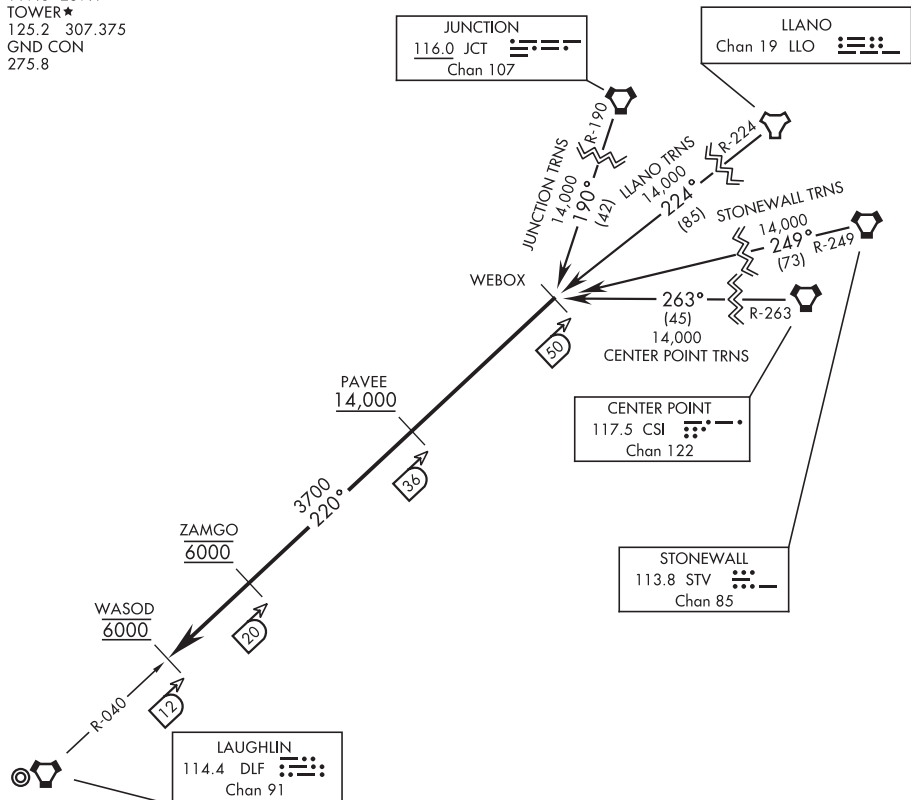 TOWER★
125.2 307.375
GND CON
275.8
JUNCTION
116.0 JCT
Chan 107
LLANO
Chan 19 LLO
R-190
JUNCTION TRNS
14,000
190°
(42)
R-224
LLANO TRNS
14,000
224°
(85)
STONEWALL TRNS
14,000
249° R-249
(73)
WEBOX
263°
R-263
(45)
14,000
CENTER POINT TRNS
50
PAVEE
14,000
36
CENTER POINT
117.5 CSI
Chan 122
3700
220°
ZAMGO
6000
20
STONEWALL
113.8 STV
Chan 85
WASOD
6000
12
R-040
LAUGHLIN
114.4 DLF
Chan 91